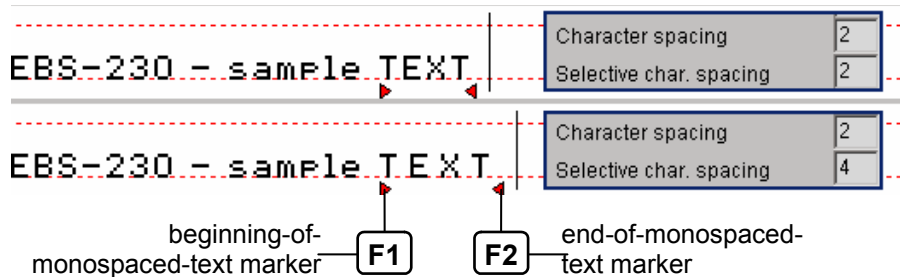 Character spacing 2
EBS-230 - sample TEXT
Selective char. spacing 2
Character spacing 2
EBS-230 - sample TEXT
Selective char. spacing 4
beginning-of-
monospaced-text marker
F1
F2
end-of-monospaced-
text marker